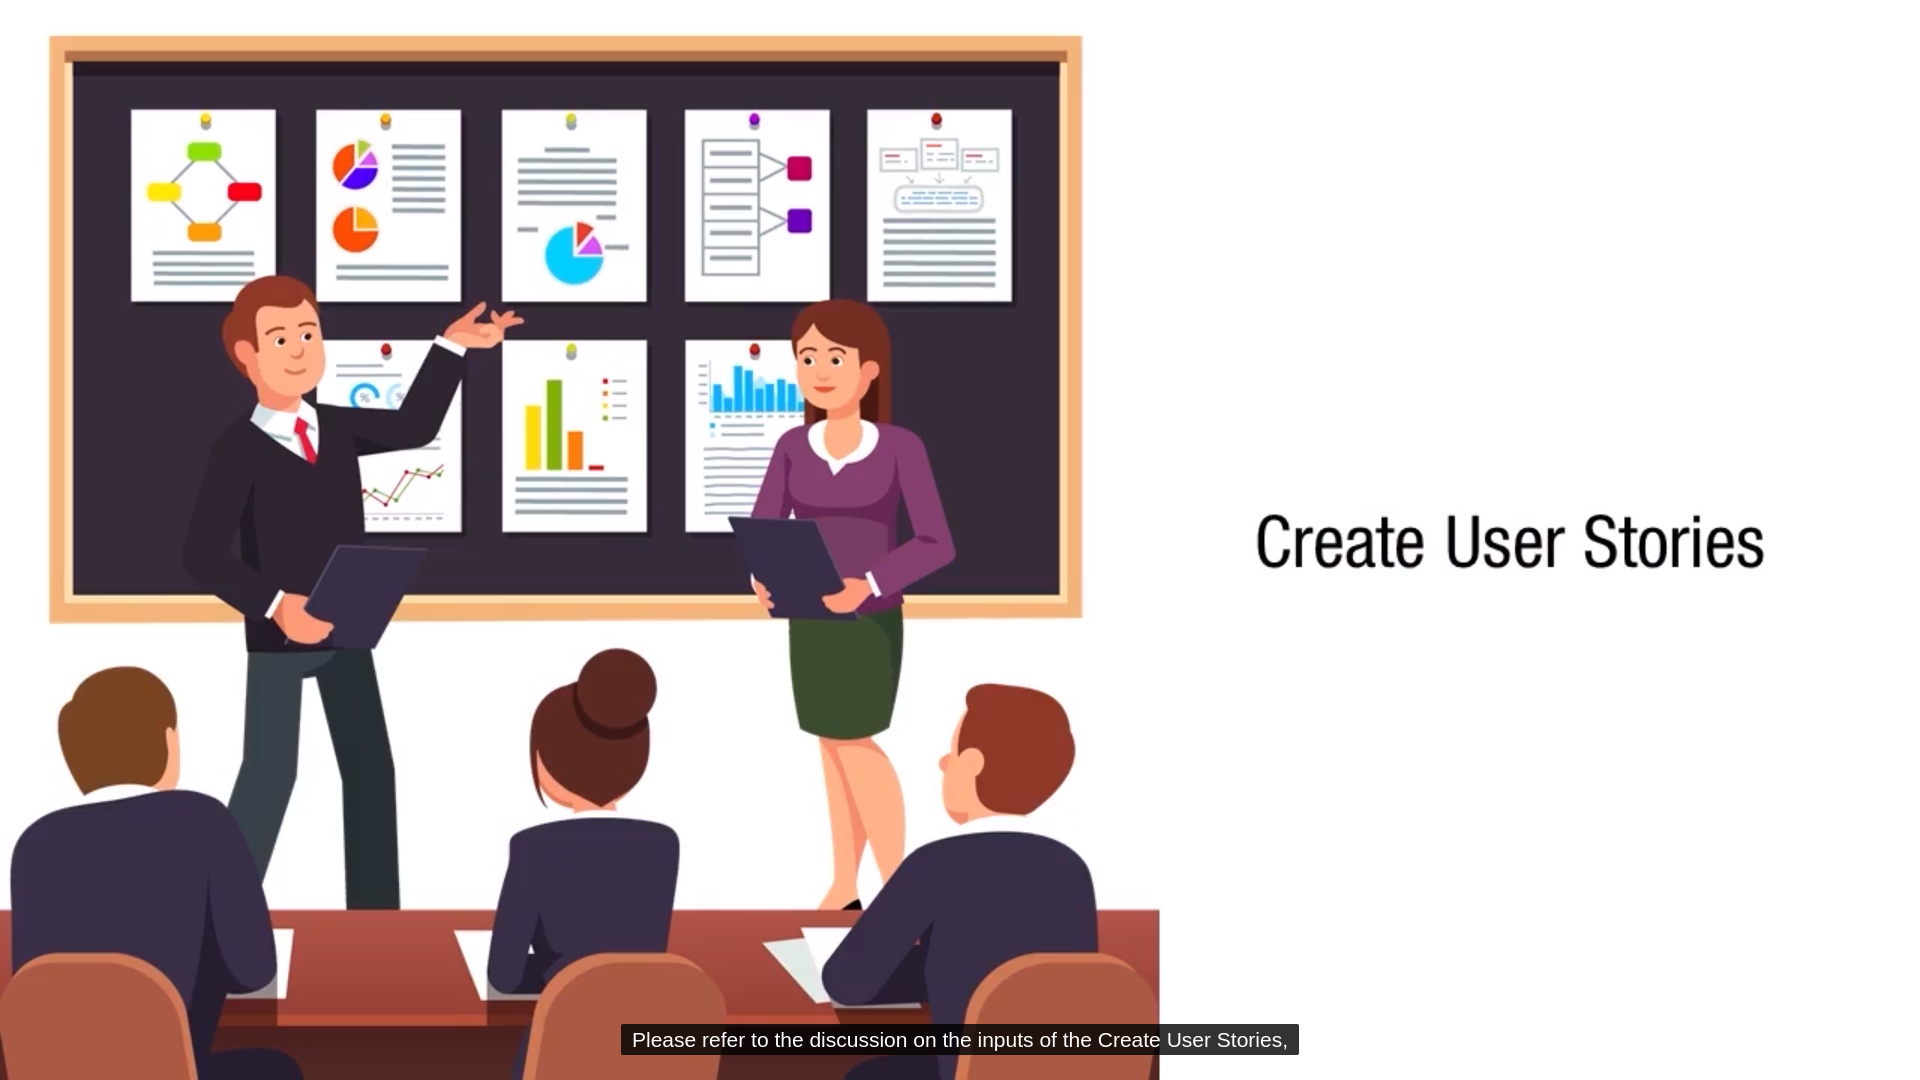 Create User Stories
Please refer to the discussion on the inputs of the Create User Stories,